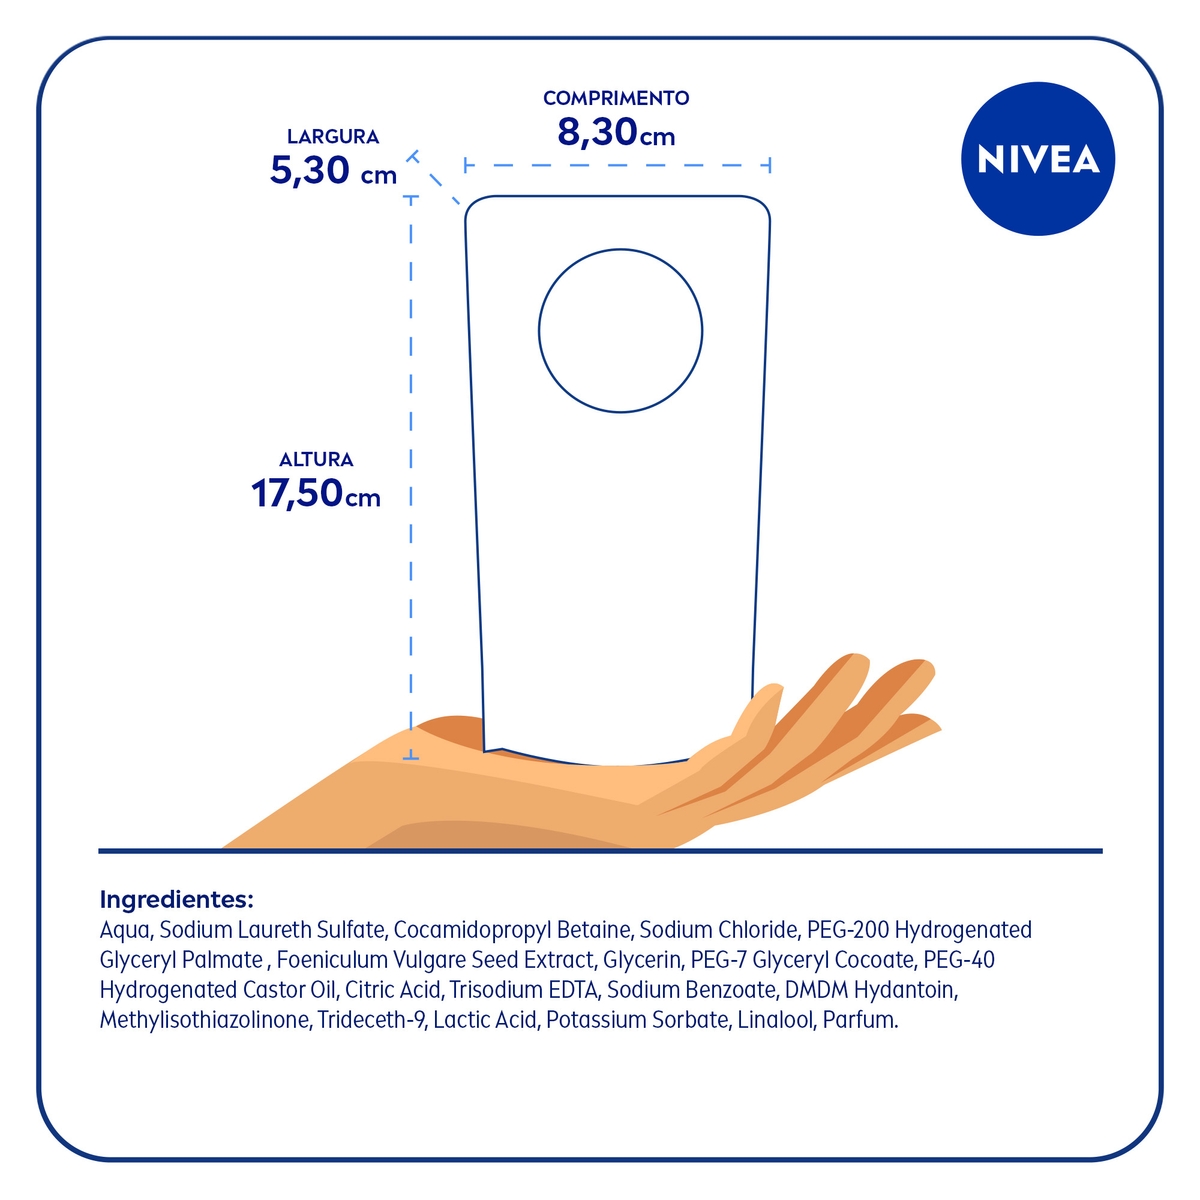 COMPRIMENTO
8,30cm
LARGURA
5,30 cm
NIVEA
ALTURA
17,50cm
Ingredientes:
Aqua, Sodium Laureth Sulfate, Cocamidopropyl Betaine, Sodium Chloride, PEG-200 Hydrogenated
Glyceryl Palmate , Foeniculum Vulgare Seed Extract, Glycerin, PEG-7 Glyceryl Cocoate, PEG-40
Hydrogenated Castor Oil, Citric Acid, Trisodium EDTA, Sodium Benzoate, DMDM Hydantoin,
Methylisothiazolinone, Trideceth-9, Lactic Acid, Potassium Sorbate, Linalool, Parfum.